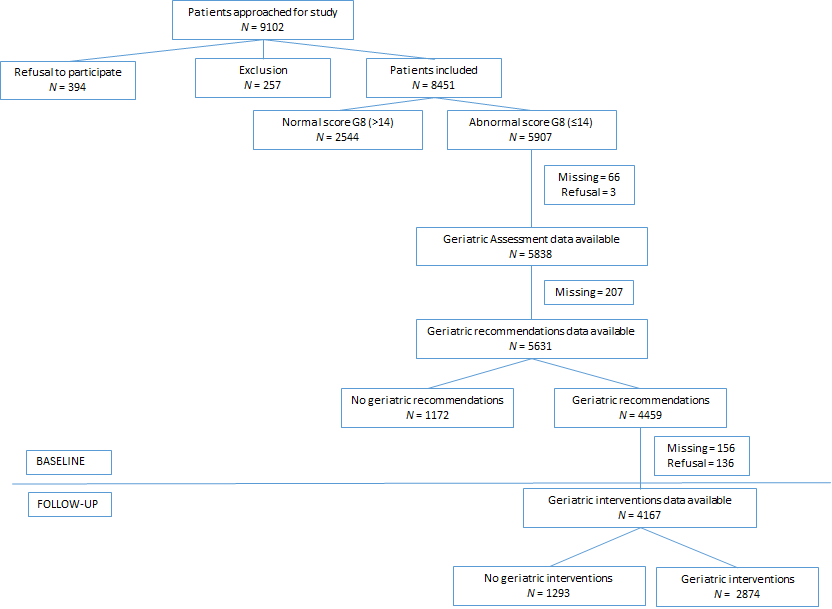 Patients approached for study
N = 9102
Refusal to participate
N = 394
Exclusion
N = 257
Patients included
N = 8451
Normal score G8 (>14)
N = 2544
Abnormal score G8 (≤14)
N = 5907
Missing = 66
Refusal = 3
Geriatric Assessment data available
N = 5838
Missing = 207
Geriatric recommendations data available
N = 5631
No geriatric recommendations
N = 1172
Geriatric recommendations
N = 4459
Missing = 156
Refusal = 136
BASELINE
FOLLOW-UP
Geriatric interventions data available
N = 4167
No geriatric interventions
N = 1293
Geriatric interventions
N = 2874